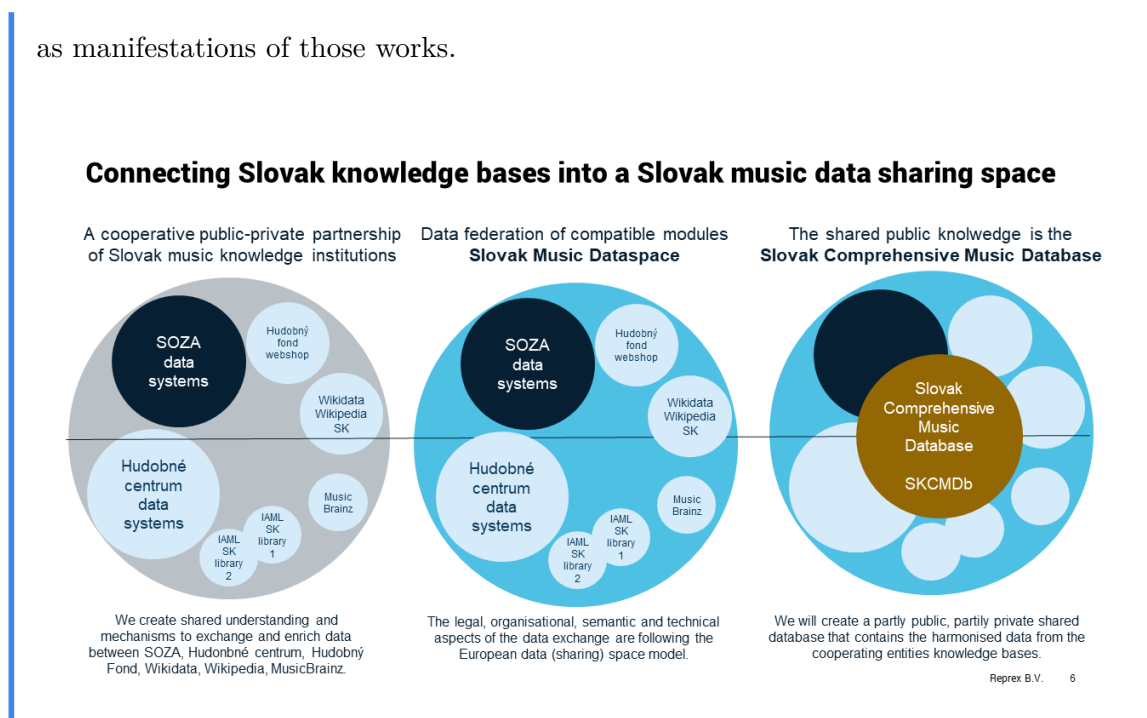 as manifestations of those works.
Connecting Slovak knowledge bases into a Slovak music data sharing space
A cooperative public-private partnership
of Slovak music knowledge institutions
SOZA
data
systems
Hudobný
fond
webshop
Wikidata
Wikipedia
SK
Hudobné
centrum
data
systems
Music
Brainz
IAML
SK
library
1
IAML
SK
library
2
We create shared understanding and
mechanisms to exchange and enrich data
between SOZA, Hudonbné centrum, Hudobný
Fond, Wikidata, Wikipedia, MusicBrainz.
Data federation of compatible modules
Slovak Music Dataspace
SOZA
data
systems
Hudobný
fond
webshop
Wikidata
Wikipedia
SK
Hudobné
centrum
data
systems
Music
Brainz
IAML
SK
library
1
IAML
SK
library
2
The legal, organisational, semantic and technical
aspects of the data exchange are following the
European data (sharing) space model.
The shared public knolwedge is the
Slovak Comprehensive Music Database
Slovak
Comprehensive
Music
Database
SKCMDb
We will create a partly public, partily private shared
database that contains the harmonised data from the
cooperating entities knowledge bases.
Reprex B.V. 6